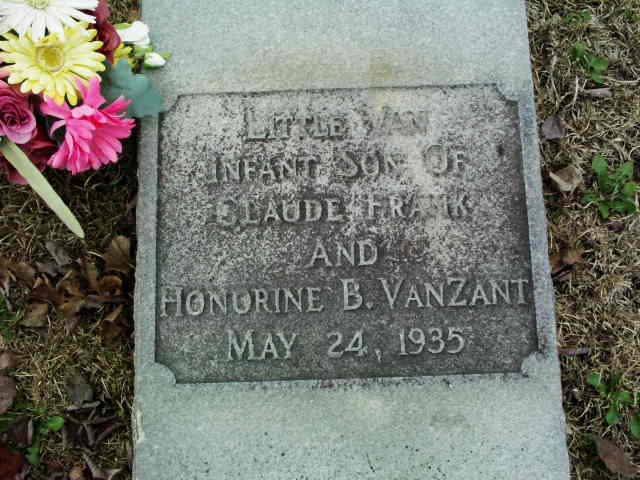 Little Van
Infant Son Of
Claude Frank
And
Honorine B. VanZant
May 24, 1935